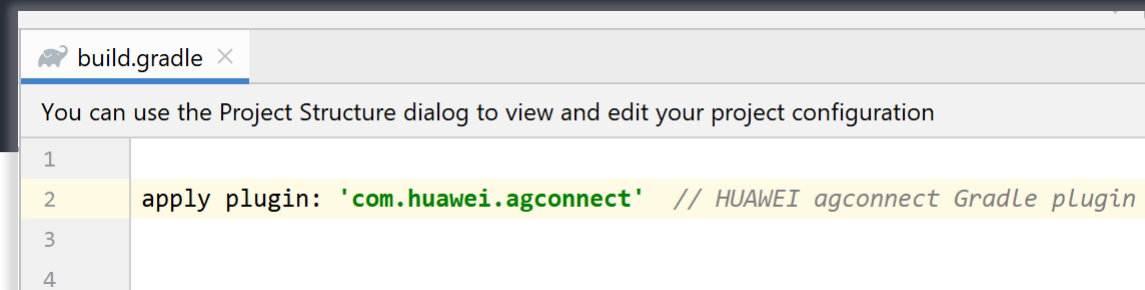 build.gradle
You can use the Project Structure dialog to view and edit your project configuration
1
2 apply plugin: 'com.huawei.agconnect' // HUAWEI agconnect Gradle plugin
3
4